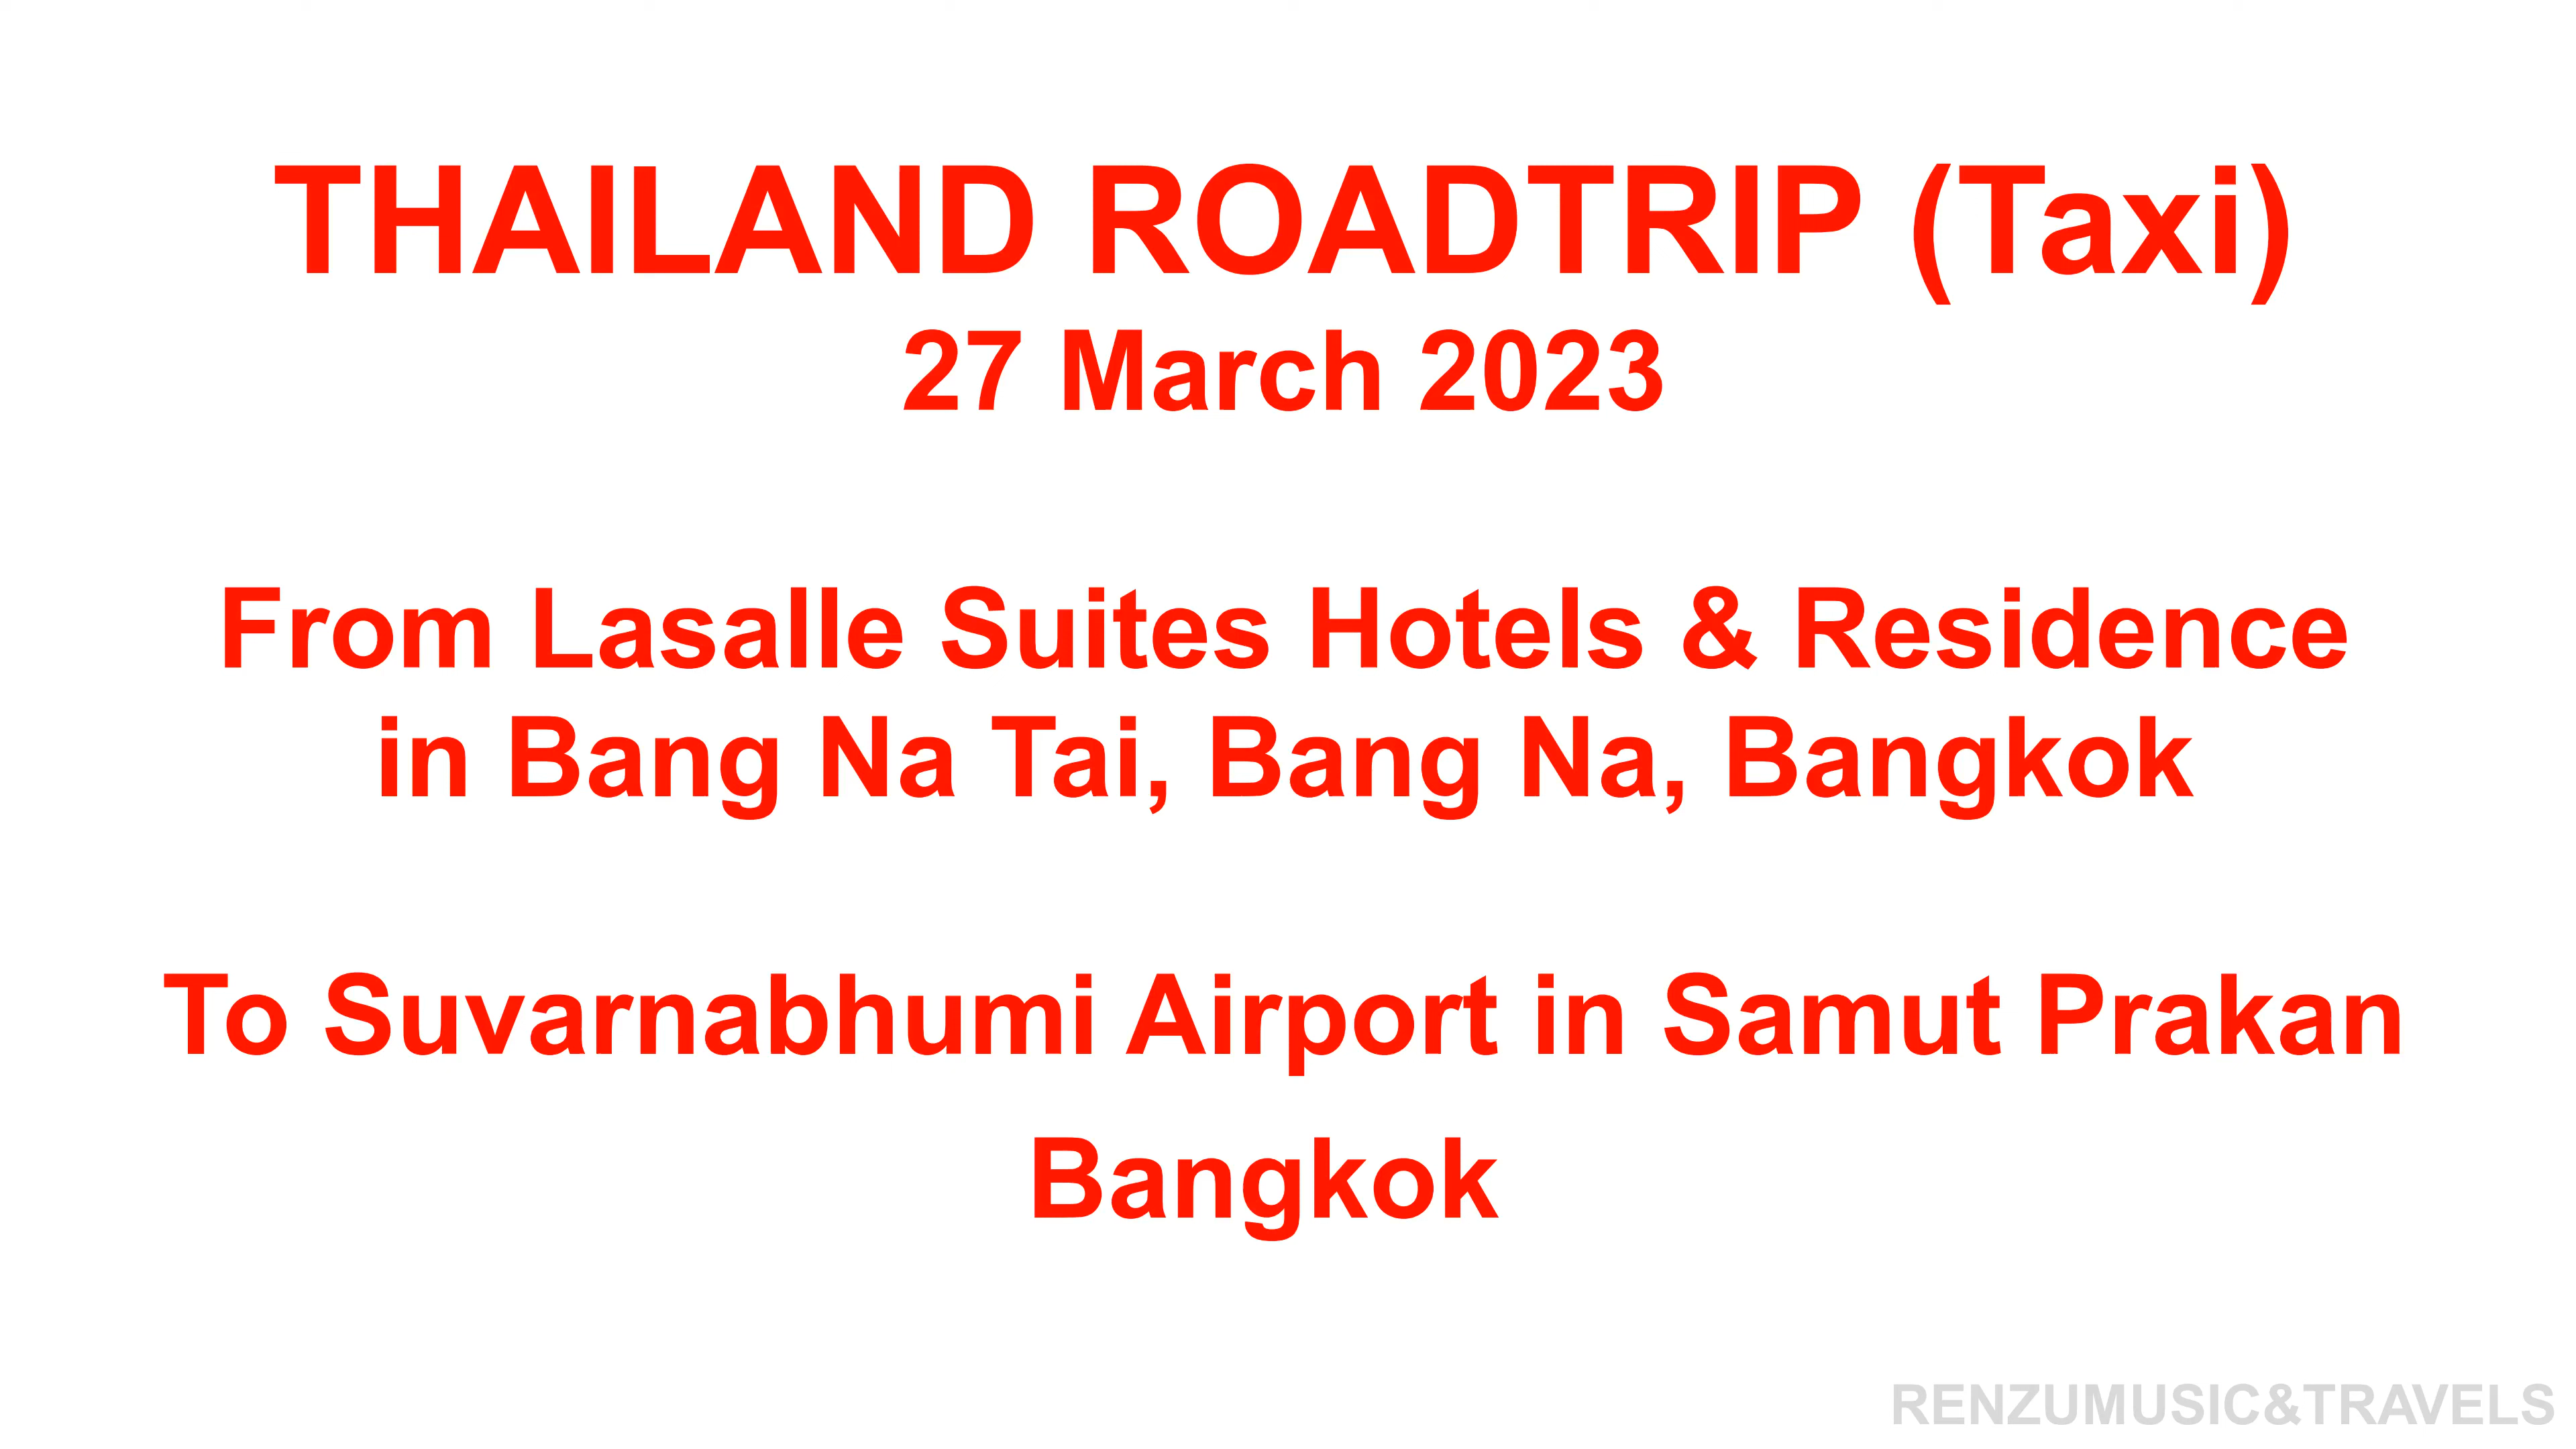 THAILAND ROADTRIP (Taxi)
27 March 2023
From Lasalle Suites Hotels & Residence
in Bang Na Tai, Bang Na, Bangkok
To Suvarnabhumi Airport in Samut Prakan
Bangkok
RENZUMUSIC&TRAVELS